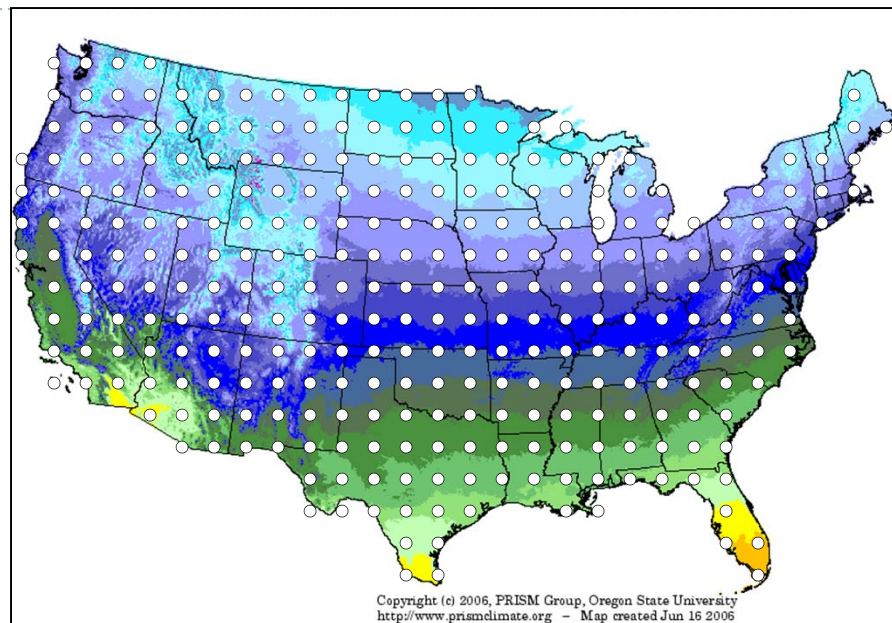 Copyright (c) 2006, PRISM Group, Oregon State University
http://www.prismclimate.org – Map created Jun 16 2006